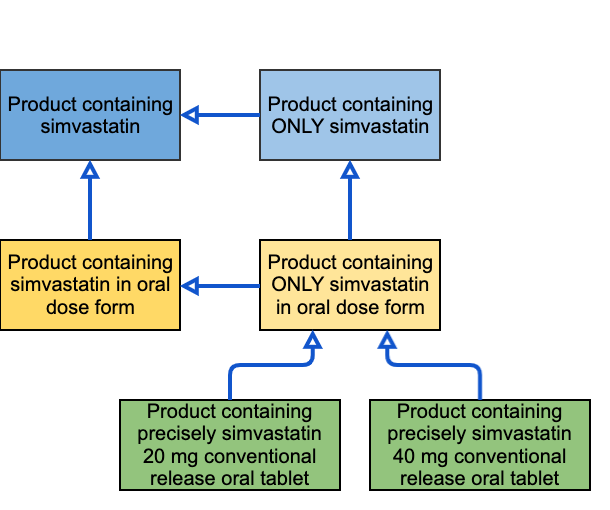 Product containing
simvastatin
Product containing
ONLY simvastatin
Product containing
simvastatin in oral
dose form
Product containing
ONLY simvastatin
in oral dose form
Product containing
precisely simvastatin
20 mg conventional
release oral tablet
Product containing
precisely simvastatin
40 mg conventional
release oral tablet